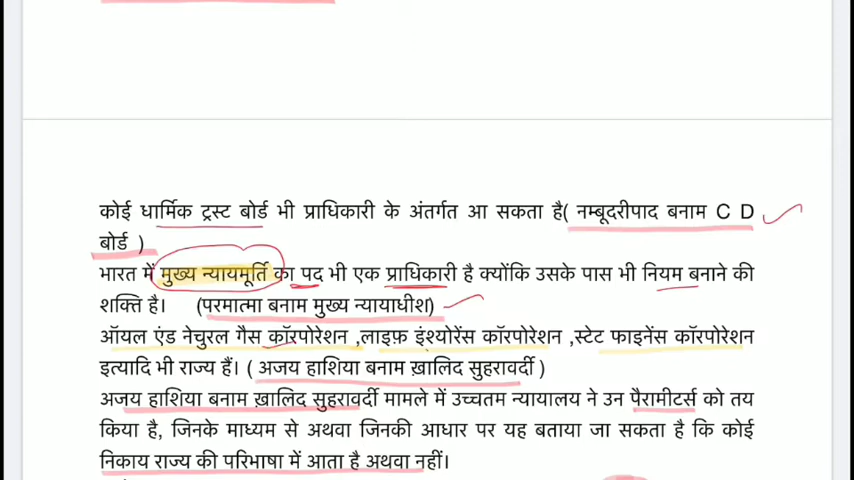 कोई धार्मिक ट्रस्ट बोर्ड भी प्राधिकारी के अंतर्गत आ सकता है( नम्बूदरीपाद बनाम C D
बोर्ड )
भारत में मुख्य न्यायमूर्ति का पद भी एक प्राधिकारी है क्योंकि उसके पास भी नियम बनाने की
शक्ति है। (परमात्मा बनाम मुख्य न्यायाधीश)
ऑयल एंड नेचुरल गैस कॉरपोरेशन ,लाइफ़ इंश्योरेंस कॉरपोरेशन ,स्टेट फाइनेंस कॉरपोरेशन
इत्यादि भी राज्य हैं। ( अजय हाशिया बनाम ख़ालिद सुहरावर्दी )
अजय हाशिया बनाम ख़ालिद सुहरावर्दी मामले में उच्चतम न्यायालय ने उन पैरामीटर्स को तय
किया है, जिनके माध्यम से अथवा जिनकी आधार पर यह बताया जा सकता है कि कोई
निकाय राज्य की परिभाषा में आता है अथवा नहीं।